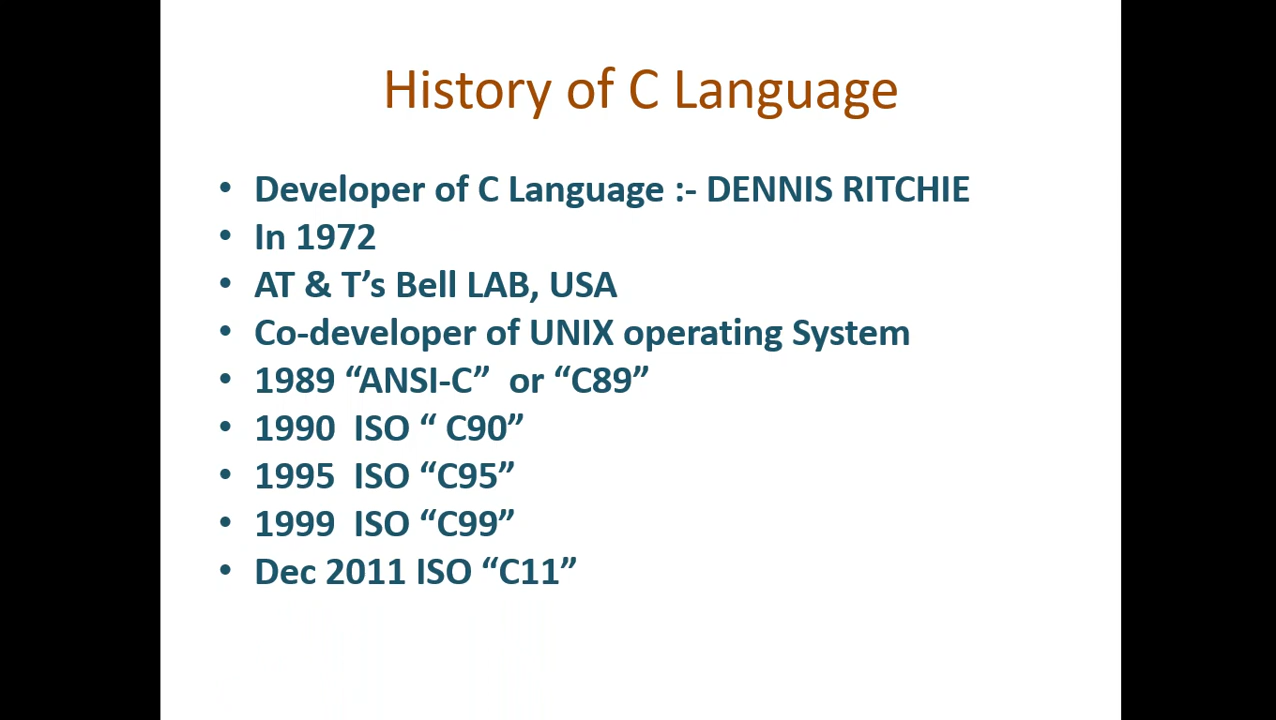 History of C Language
• Developer of C Language :- DENNIS RITCHIE
• In 1972
• AT & T’s Bell LAB, USA
• Co-developer of UNIX operating System
• 1989 “ANSI-C”  or “C89”
• 1990  ISO “ C90”
• 1995  ISO “C95”
• 1999  ISO “C99”
• Dec 2011 ISO “C11”